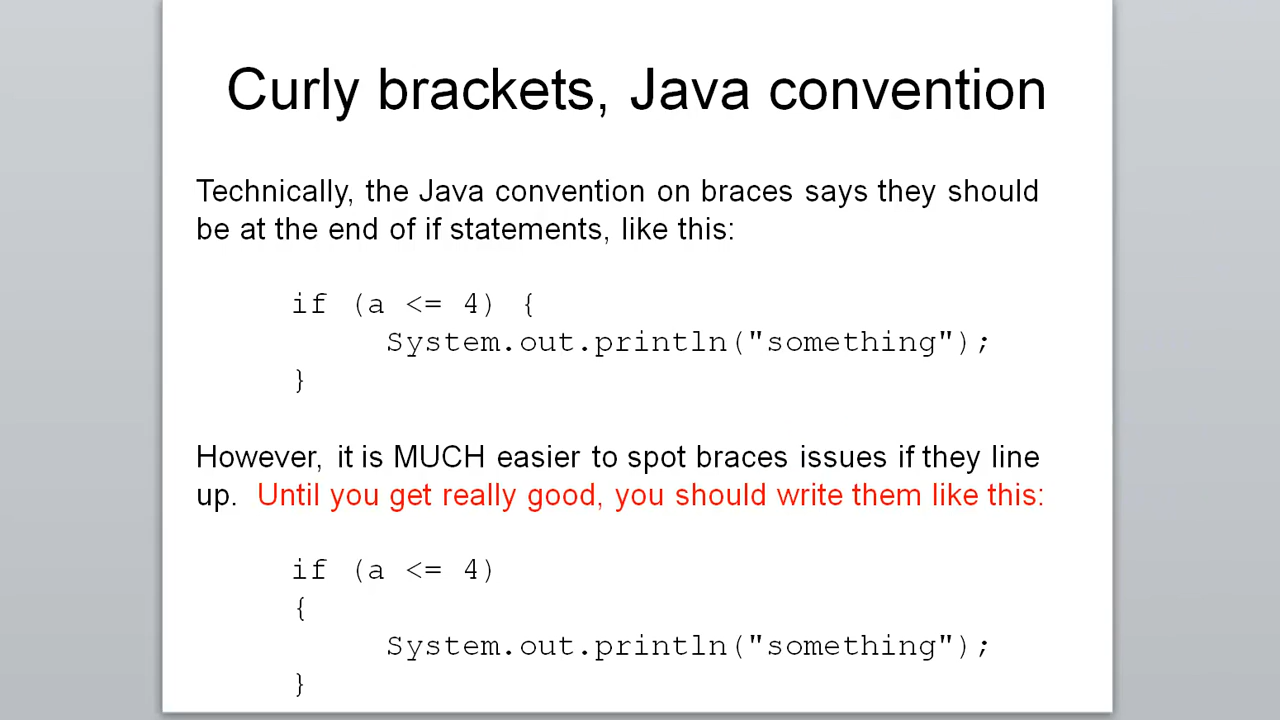 Curly brackets, Java convention
Technically, the Java convention on braces says they should
be at the end of if statements, like this:
if (a <= 4) {
System.out.println("something");
}
However, it is MUCH easier to spot braces issues if they line
up. Until you get really good, you should write them like this:
if (a <= 4)
{
System.out.println("something");
}